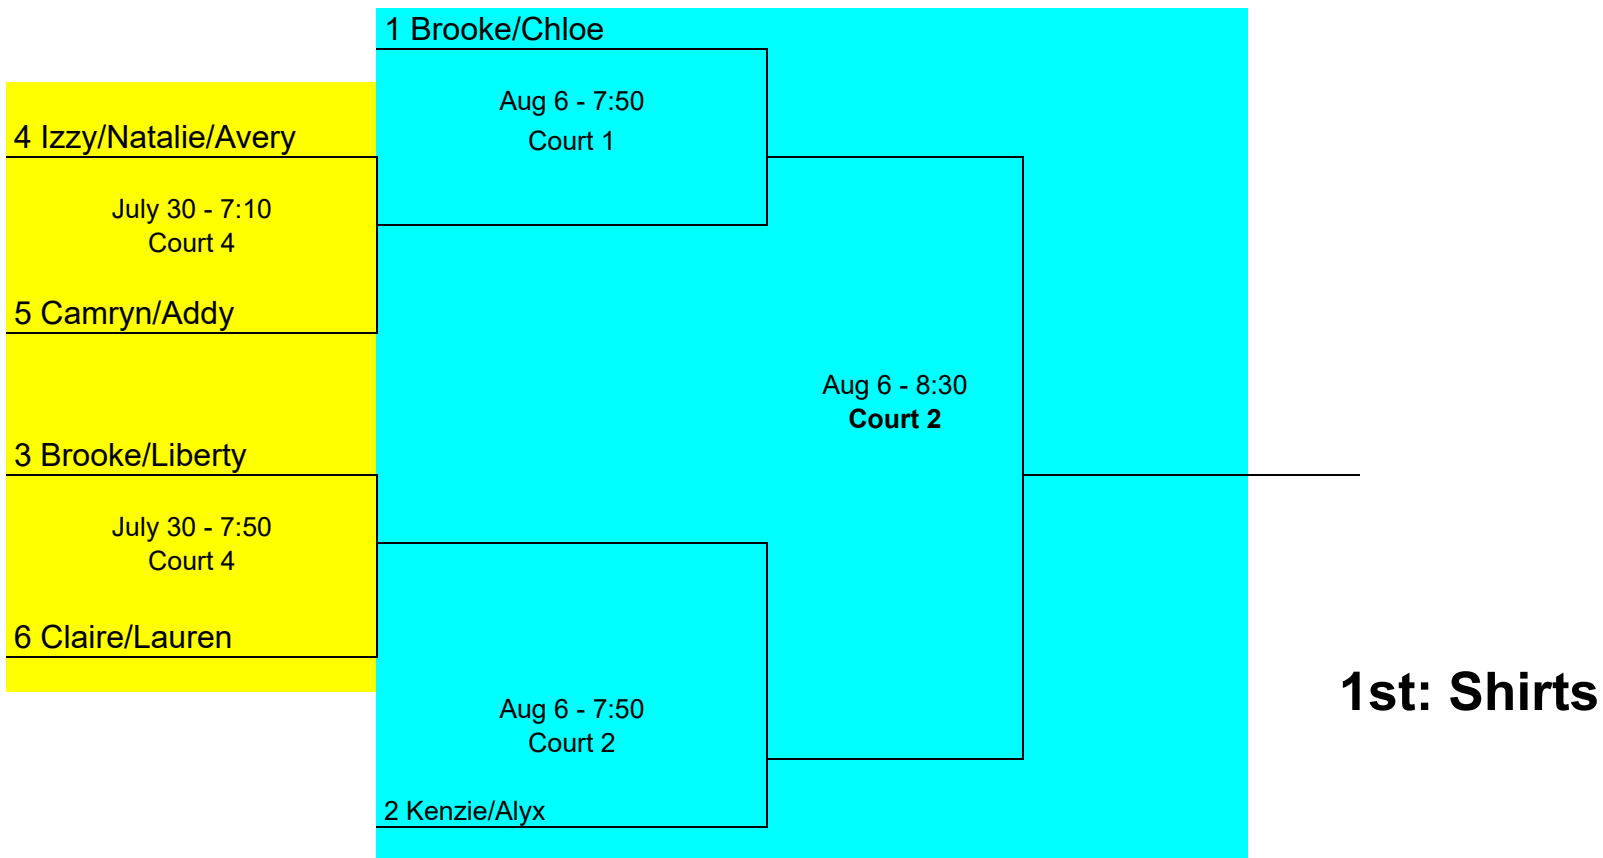 1 Brooke/Chloe
Aug 6 - 7:50
Court 1
4 Izzy/Natalie/Avery
July 30 - 7:10
Court 4
5 Camryn/Addy
Aug 6 - 8:30
Court 2
3 Brooke/Liberty
July 30 - 7:50
Court 4
6 Claire/Lauren
1st: Shirts
Aug 6 - 7:50
Court 2
2 Kenzie/Alyx